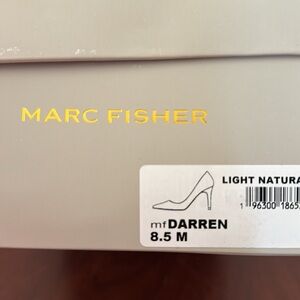 MARC FISHER
LIGHT NATURA
mfDARREN
8.5 M